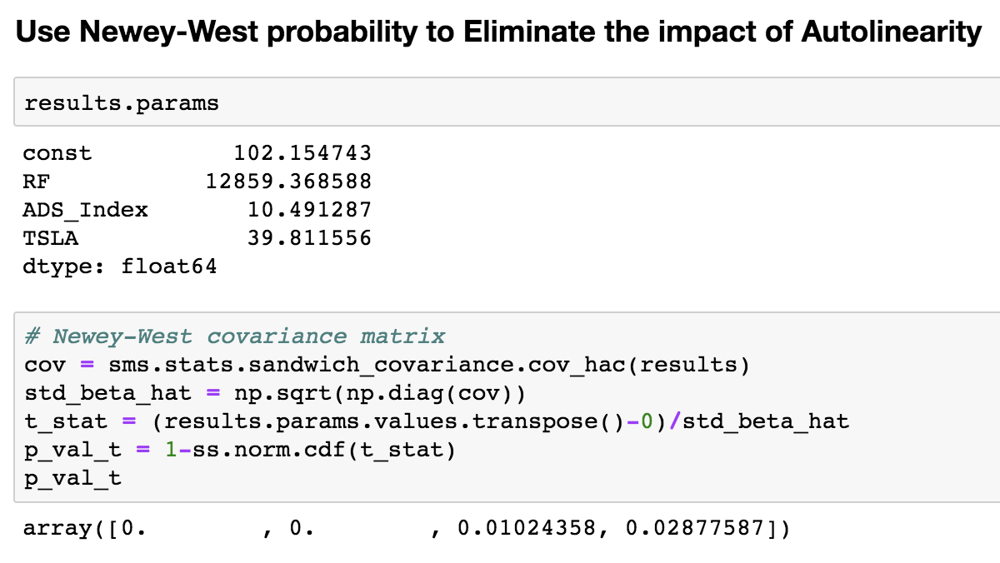 Use Newey-West probability to Eliminate the impact of Autolinearity
results.params
const 102.154743
RF 12859.368588
ADS_Index 10.491287
TSLA 39.811556
dtype: float64
# Newey-West covariance matrix
cov = sms.stats.sandwich_covariance.cov_hac(results)
std_beta_hat = np.sqrt(np.diag(cov))
t_stat = (results.params.values.transpose()-0)/std_beta_hat
p_val_t = 1-ss.norm.cdf(t_stat)
p_val_t
array([0. , 0. , 0.01024358, 0.02877587])